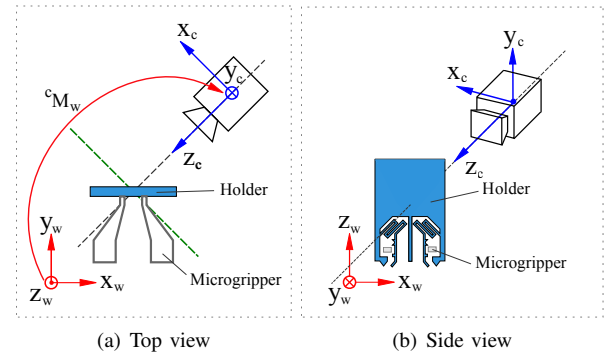 x_c
y_c
^cM_w
z_c
Holder
y_w
Microgripper
z_w
x_w
(a) Top view
y_c
x_c
z_c
Holder
z_w
Microgripper
y_w
x_w
(b) Side view